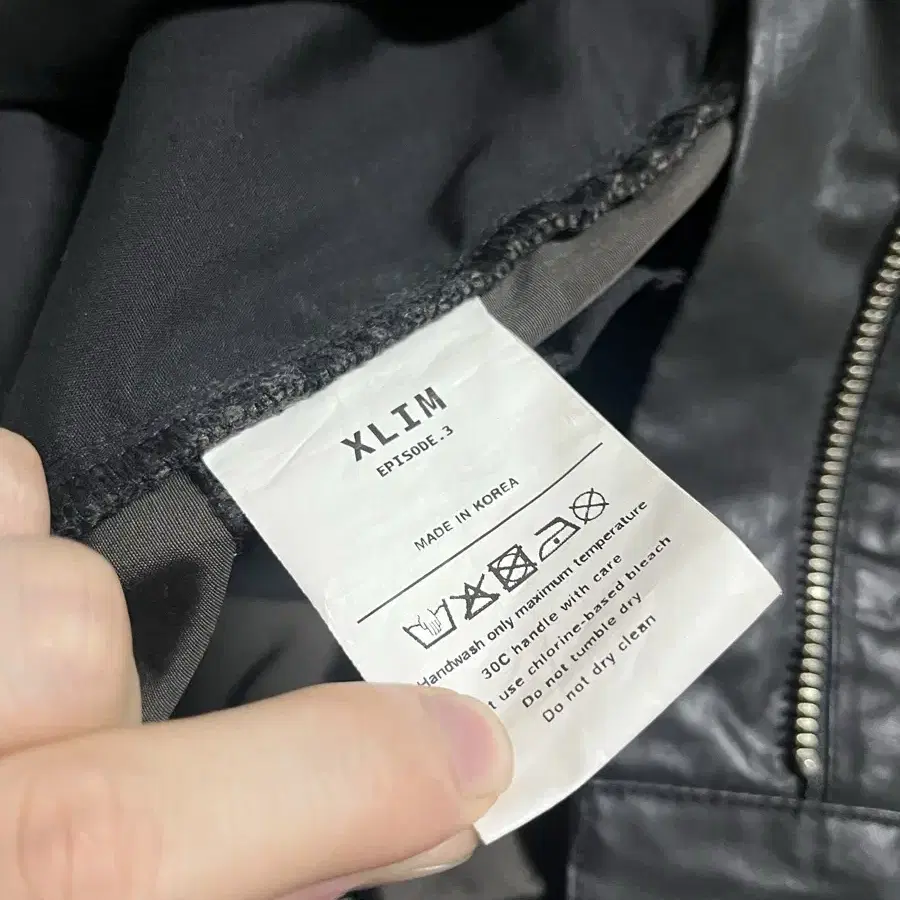 XLIM
EPISODE.3
MADE IN KOREA
Handwash only maximum temperature
30C handle with care
use chlorine-based bleach
Do not tumble dry
Do not dry clean